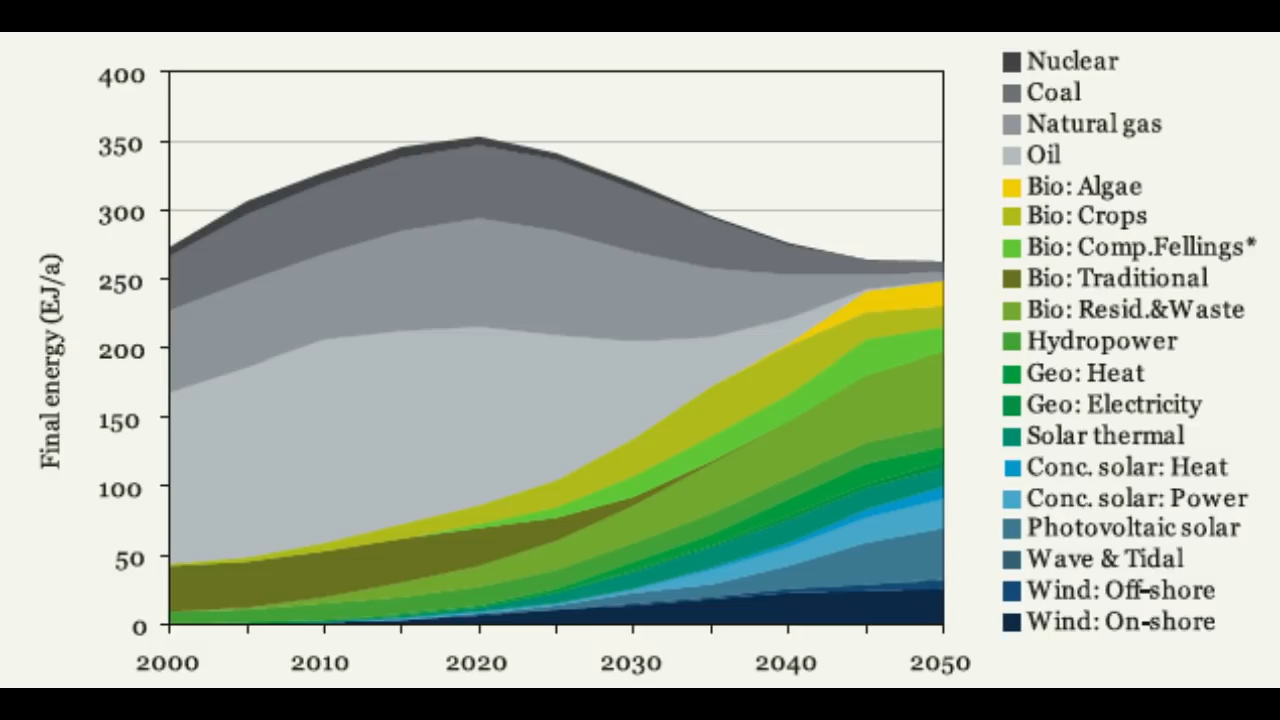 400
350
300
250
200
150
100
50
0
Final energy (EJ/a)
2000 2010 2020 2030 2040 2050
Nuclear
Coal
Natural gas
Oil
Bio: Algae
Bio: Crops
Bio: Comp.Fellings*
Bio: Traditional
Bio: Resid.&Waste
Hydropower
Geo: Heat
Geo: Electricity
Solar thermal
Conc. solar: Heat
Conc. solar: Power
Photovoltaic solar
Wave & Tidal
Wind: Off-shore
Wind: On-shore